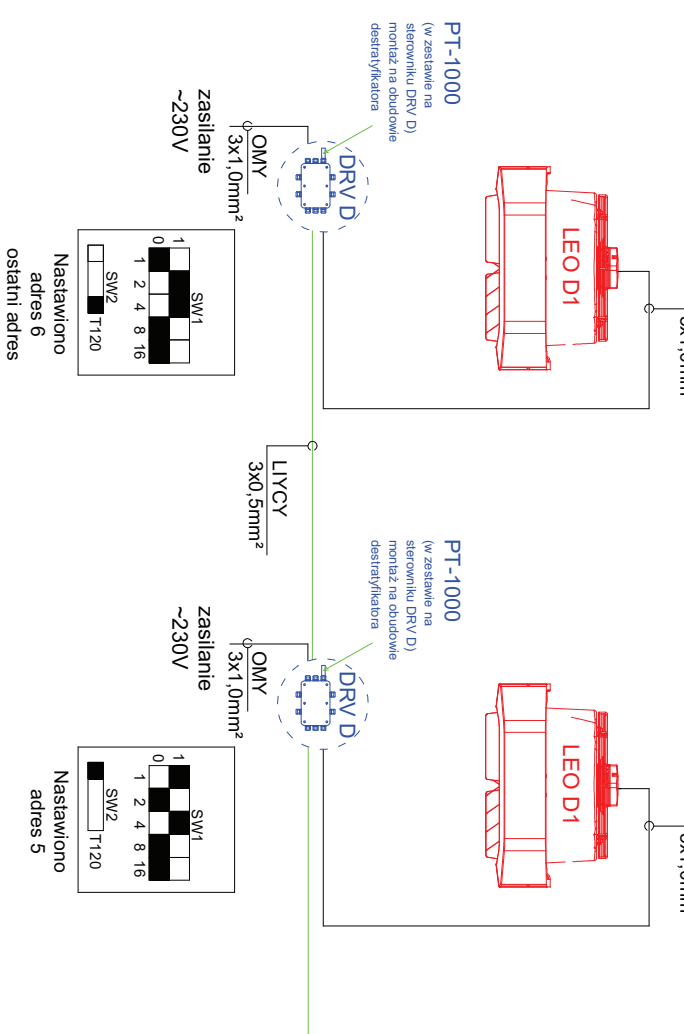 PT-1000
(w zestawie na
sterowniku DRV D)
montaż na obudowie
destratyfikatora
LEO D1
DRV D
OMY
3x1,0mm²
zasilanie
~230V
SW1
1
0
1 2 4 8 16
SW2
T120
Nastawiono
adres 6
ostatni adres
LIYCY
3x0,5mm²
PT-1000
(w zestawie na
sterowniku DRV D)
montaż na obudowie
destratyfikatora
LEO D1
DRV D
OMY
3x1,0mm²
zasilanie
~230V
SW1
1
0
1 2 4 8 16
SW2
T120
Nastawiono
adres 5